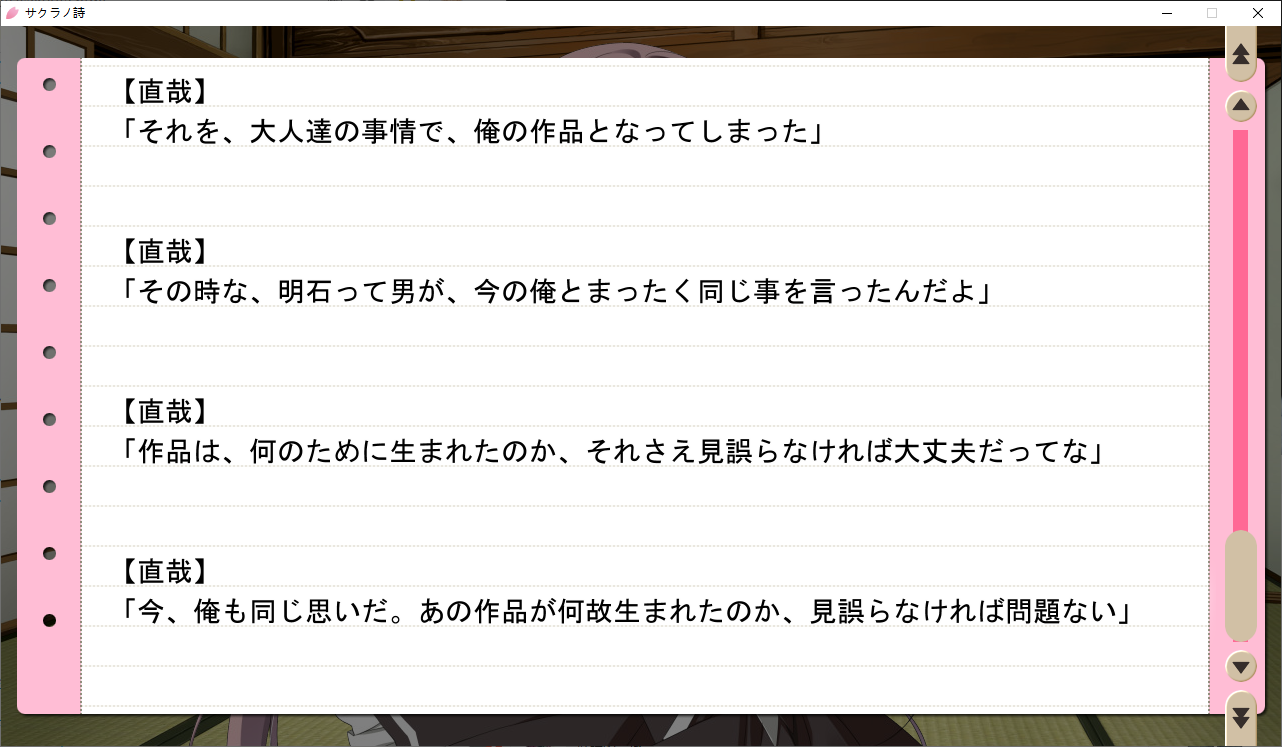 サクラノ詩
【直哉】
「それを、大人達の事情で、俺の作品となってしまった」
【直哉】
「その時な、明石って男が、今の俺とまったく同じ事を言ったんだよ」
【直哉】
「作品は、何のために生まれたのか、それさえ見誤らなければ大丈夫だってな」
【直哉】
「今、俺も同じ思いだ。あの作品が何故生まれたのか、見誤らなければ問題ない」